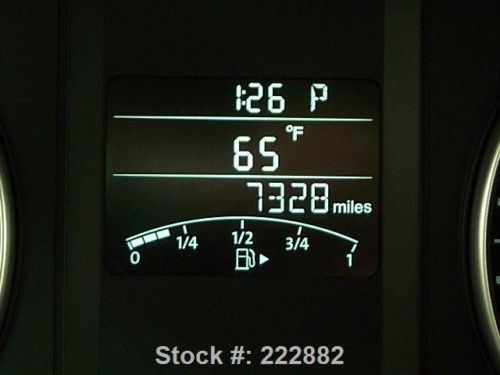 1:26 P
65 °F
7328 miles
0 1/4 1/2 3/4 1
Stock #: 222882